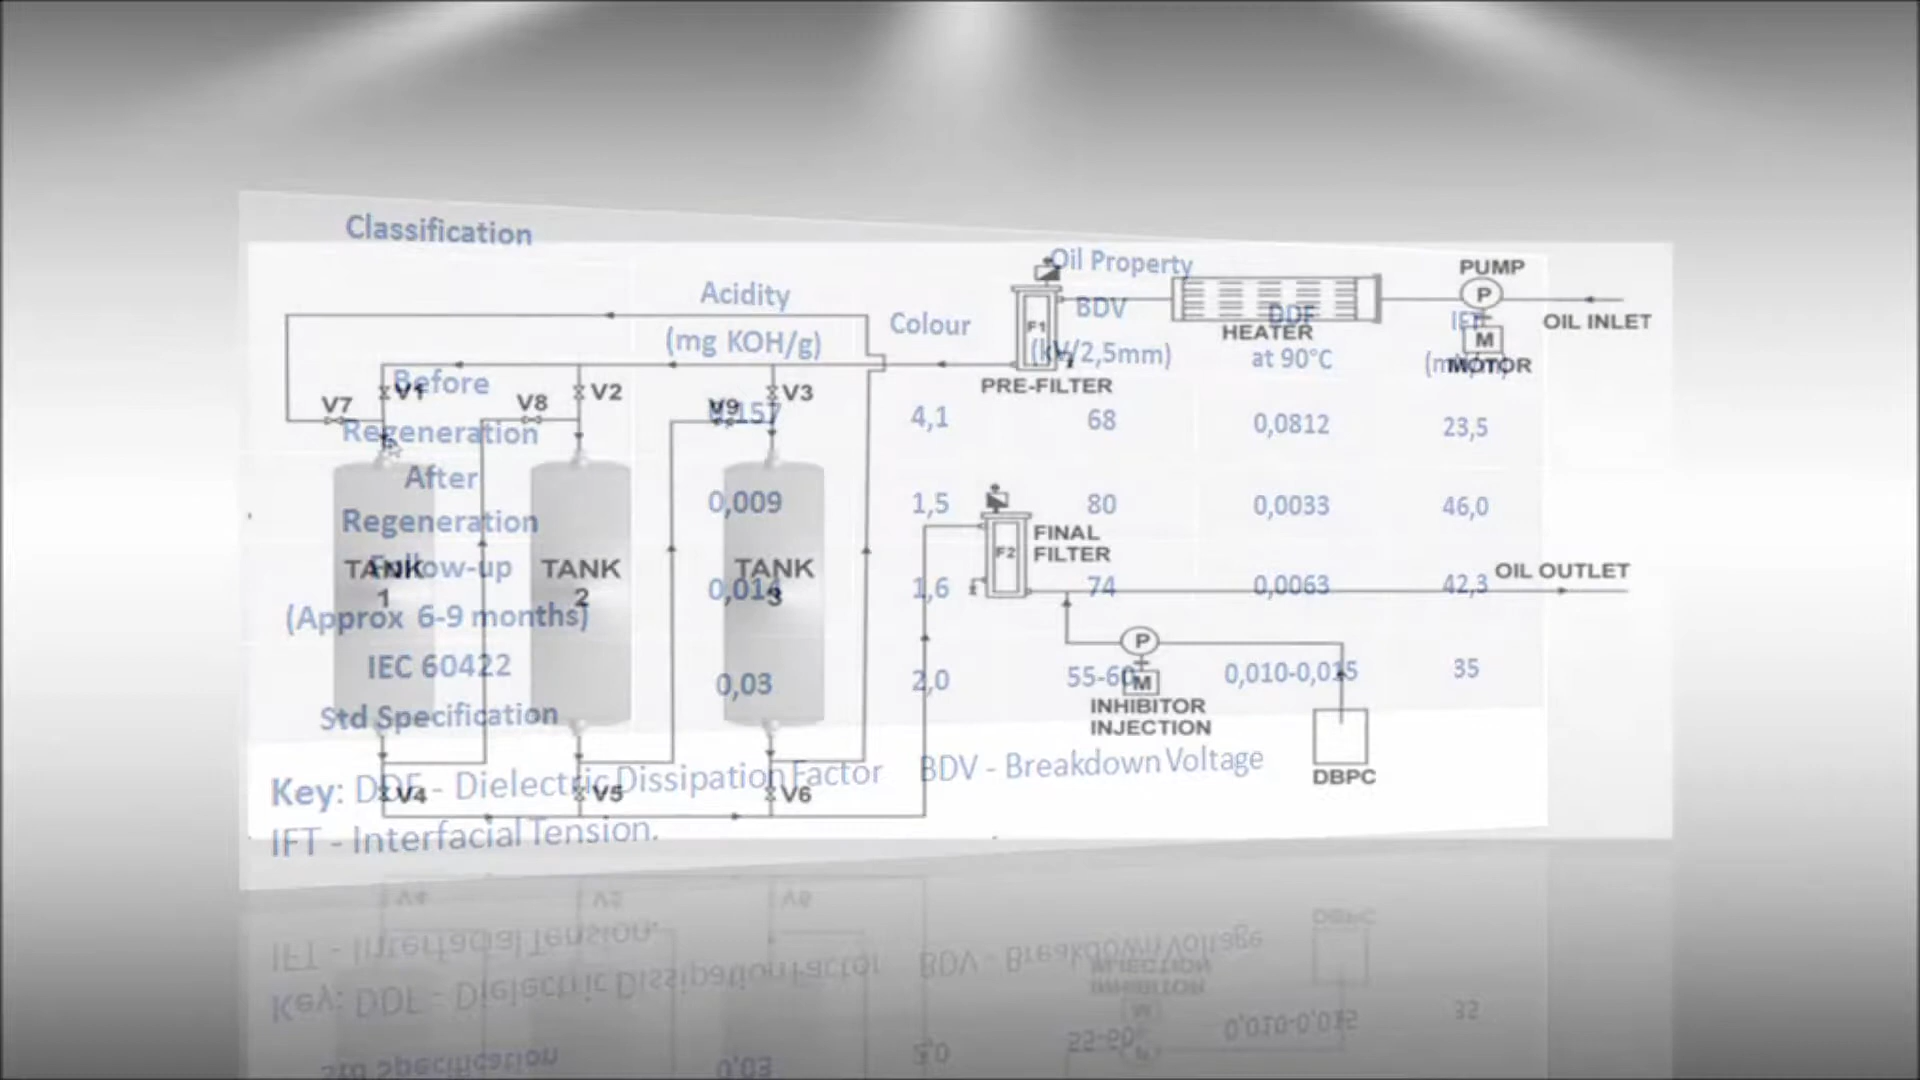 Classification
Oil Property
Acidity
(mg KOH/g)
Colour
BDV
(kV/2,5mm)
DDF
at 90°C
IFT
Before
Regeneration
0,157
4,1
68
0,0812
23,5
After
Regeneration
0,009
1,5
80
0,0033
46,0
Follow-up
(Approx 6-9 months)
0,014
1,6
74
0,0063
42,3
IEC 60422
Std Specification
0,03
2,0
55-60
0,010-0,015
35
Key: DDF - Dielectric Dissipation Factor BDV - Breakdown Voltage
IFT - Interfacial Tension.
PUMP
P
OIL INLET
M
MOTOR
HEATER
F1
PRE-FILTER
V7
V1
V8
V2
V9
V3
TANK
1
TANK
2
TANK
3
F2
FINAL
FILTER
OIL OUTLET
P
M
INHIBITOR
INJECTION
DBPC
V4
V5
V6